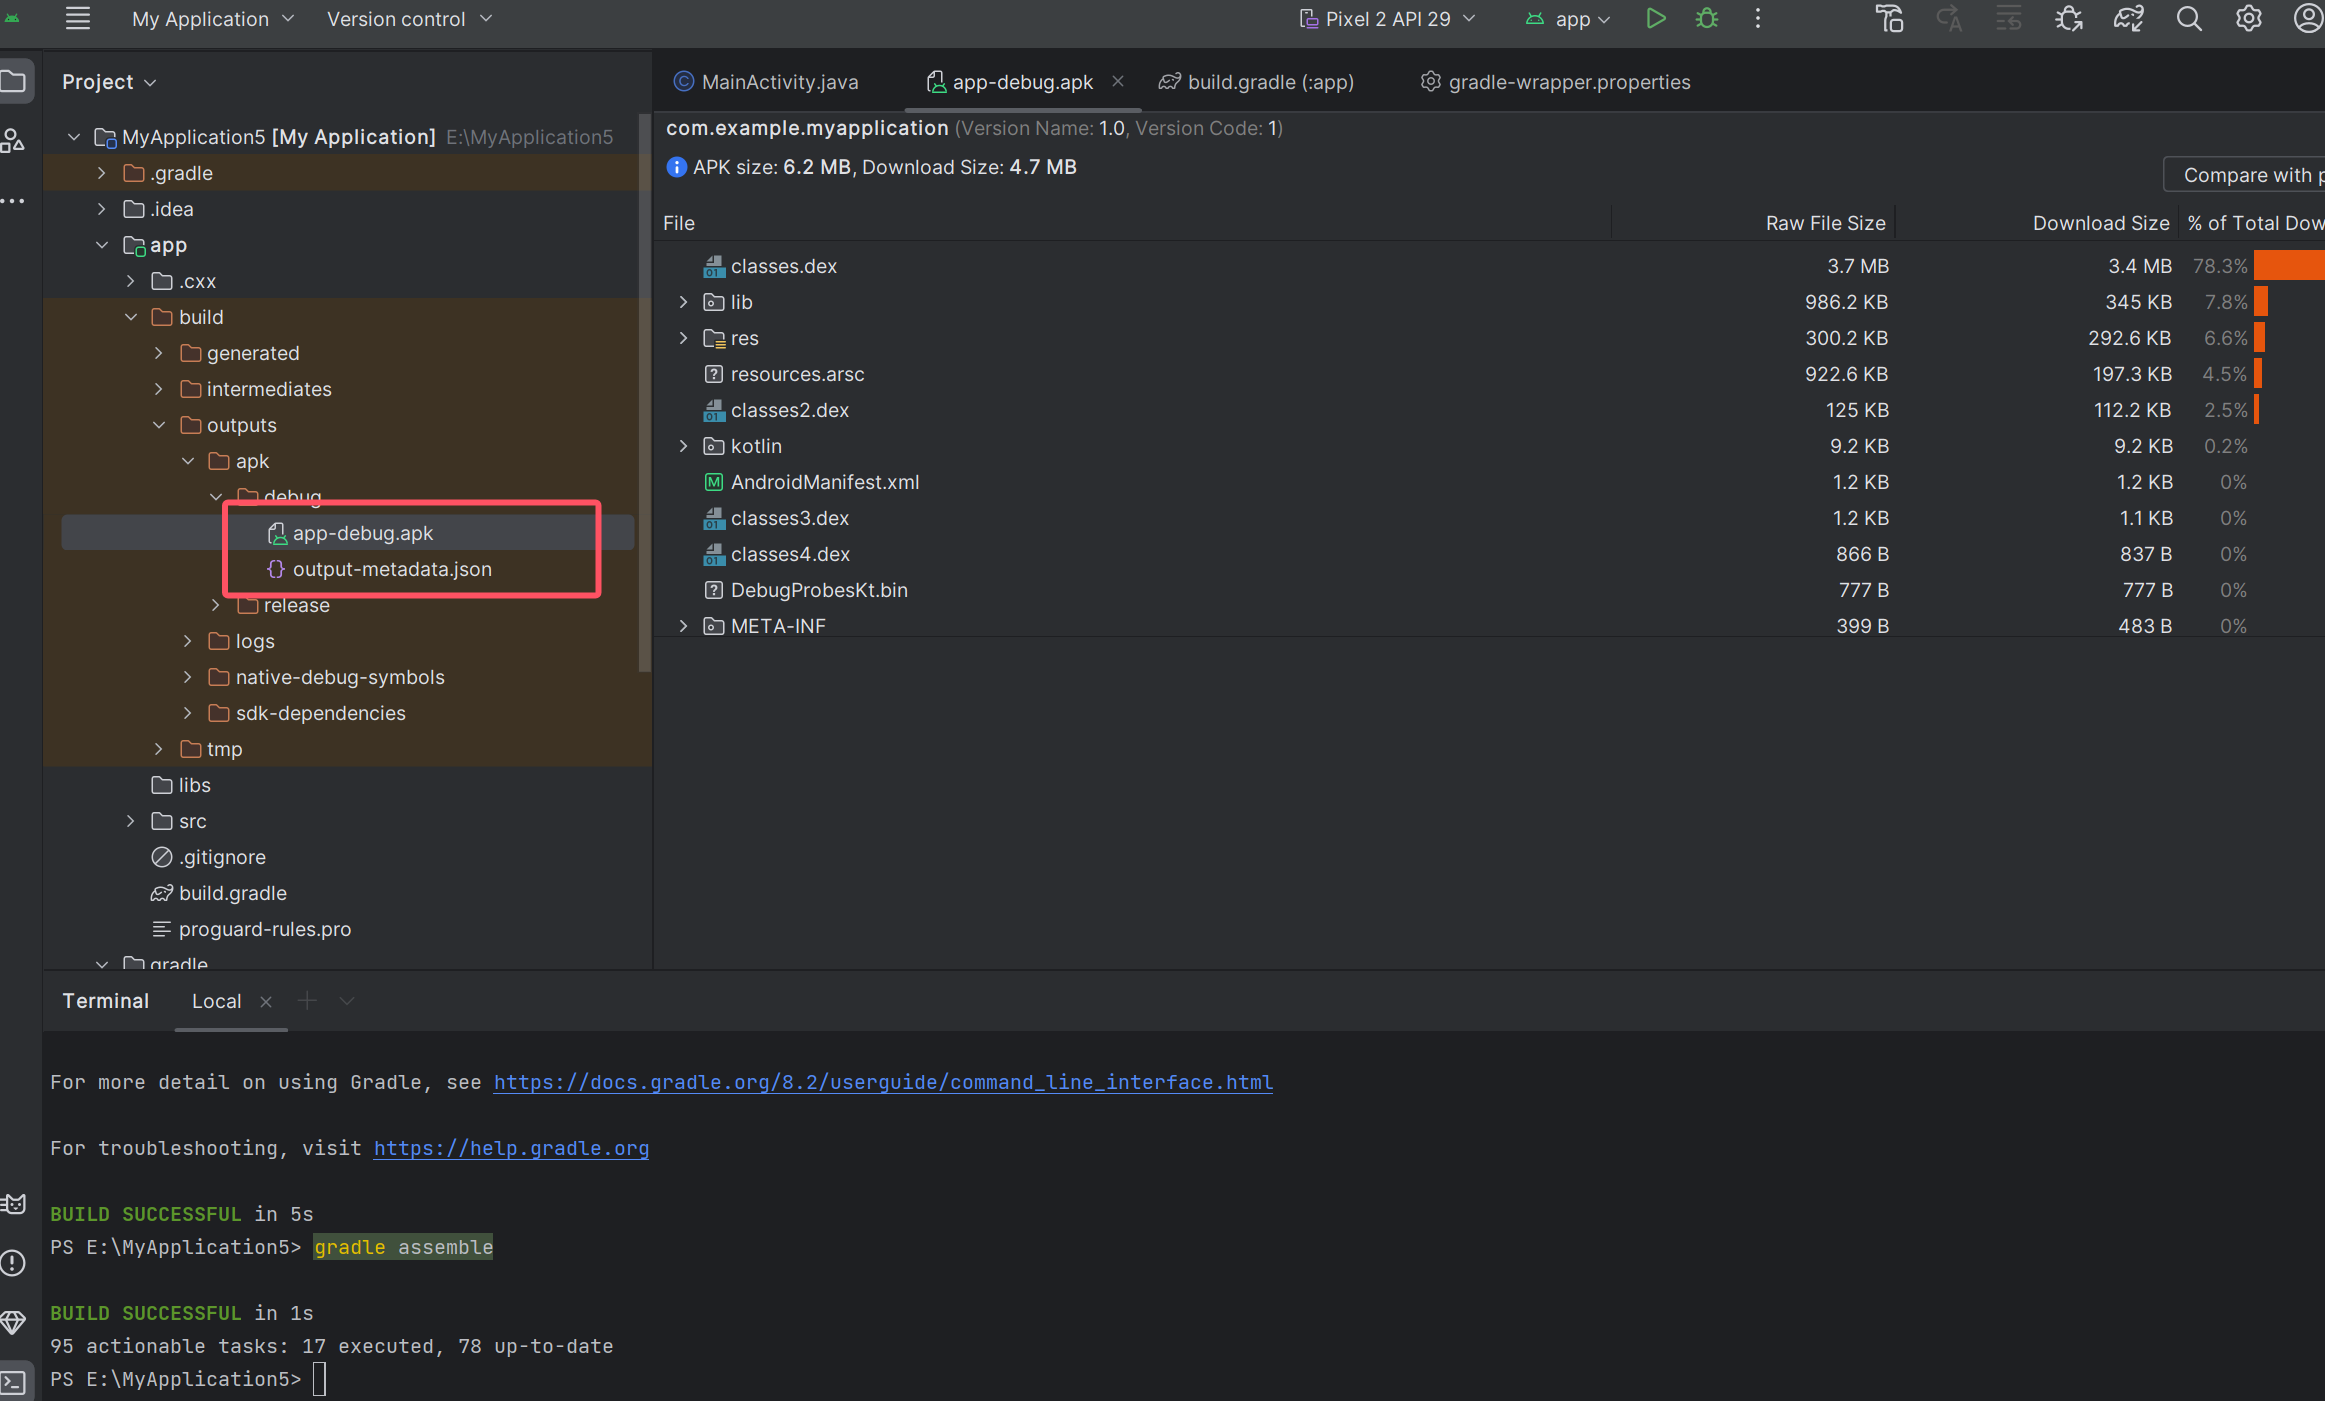 My Application
Version control
Pixel 2 API 29
app
Project
MyApplication5 [My Application] E:\MyApplication5
.gradle
.idea
app
.cxx
build
generated
intermediates
outputs
apk
debug
app-debug.apk
output-metadata.json
release
logs
native-debug-symbols
sdk-dependencies
tmp
libs
src
.gitignore
build.gradle
proguard-rules.pro
gradle
MainActivity.java
app-debug.apk
build.gradle (:app)
gradle-wrapper.properties
com.example.myapplication (Version Name: 1.0, Version Code: 1)
APK size: 6.2 MB, Download Size: 4.7 MB
Compare with p
File Raw File Size Download Size % of Total Dow
classes.dex 3.7 MB 3.4 MB 78.3%
lib 986.2 KB 345 KB 7.8%
res 300.2 KB 292.6 KB 6.6%
resources.arsc 922.6 KB 197.3 KB 4.5%
classes2.dex 125 KB 112.2 KB 2.5%
kotlin 9.2 KB 9.2 KB 0.2%
AndroidManifest.xml 1.2 KB 1.2 KB 0%
classes3.dex 1.2 KB 1.1 KB 0%
classes4.dex 866 B 837 B 0%
DebugProbesKt.bin 777 B 777 B 0%
META-INF 399 B 483 B 0%
Terminal Local
For more detail on using Gradle, see https://docs.gradle.org/8.2/userguide/command_line_interface.html
For troubleshooting, visit https://help.gradle.org
BUILD SUCCESSFUL in 5s
PS E:\MyApplication5> gradle assemble
BUILD SUCCESSFUL in 1s
95 actionable tasks: 17 executed, 78 up-to-date
PS E:\MyApplication5>